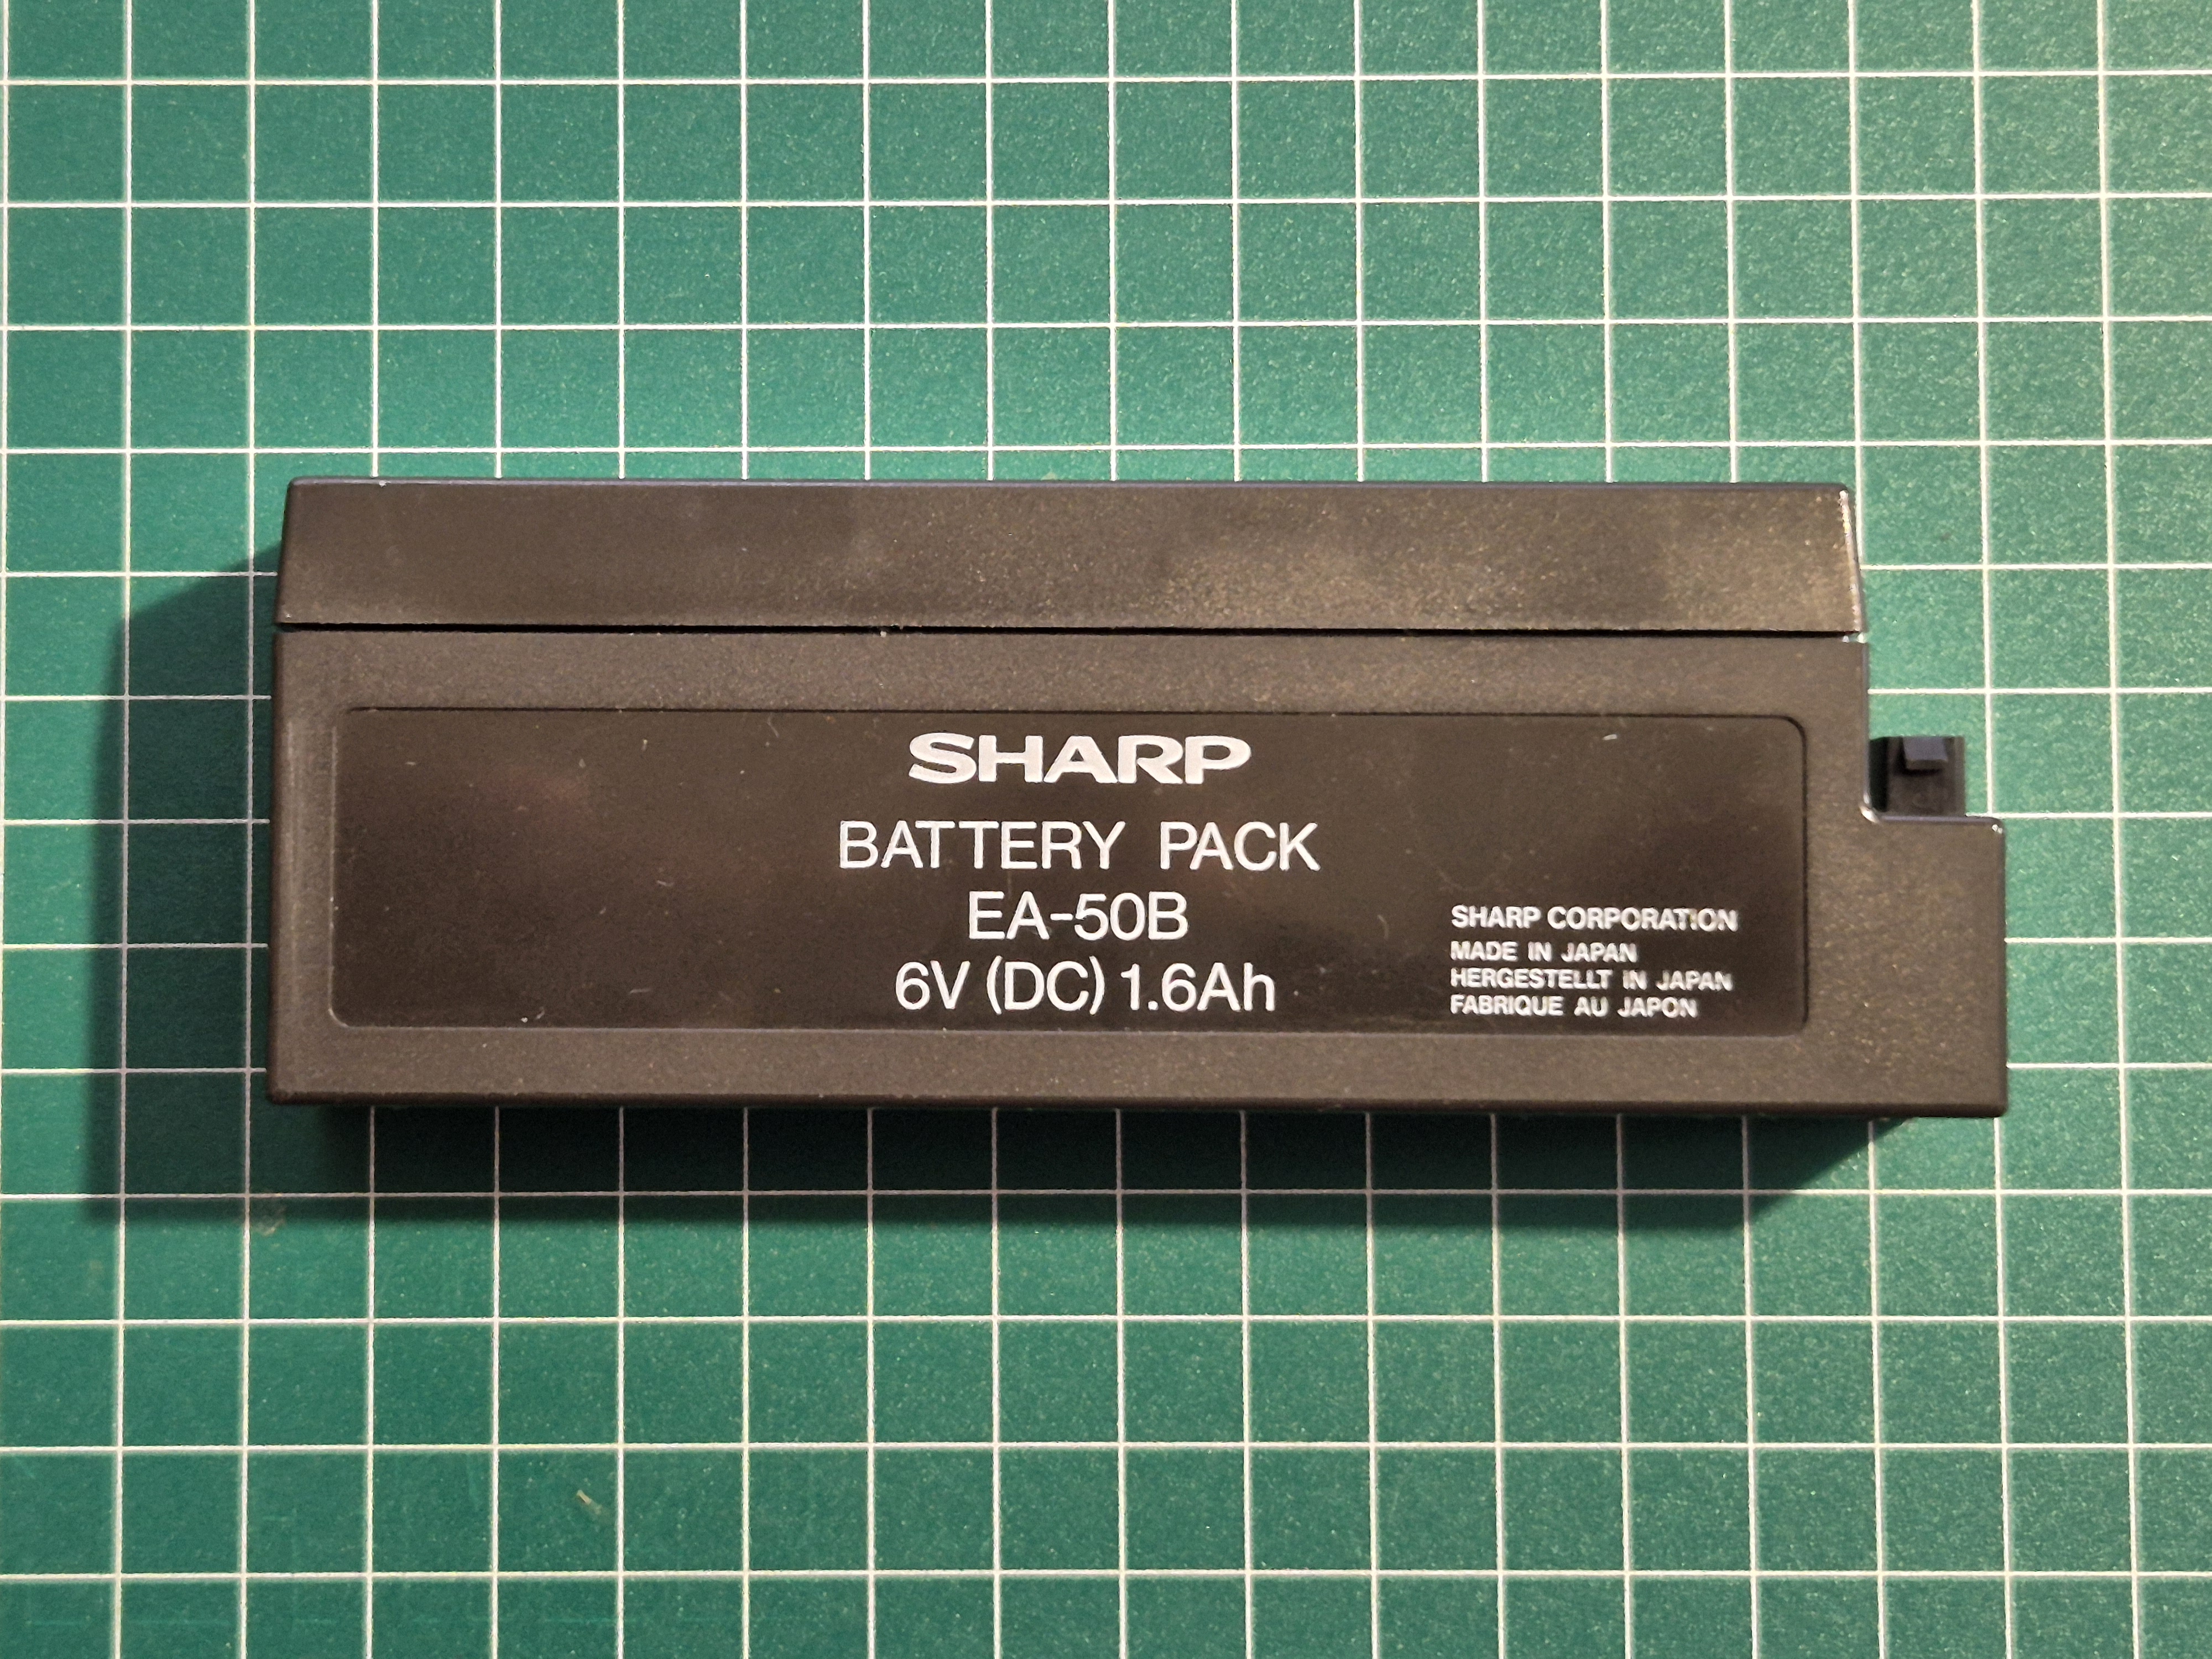 SHARP
BATTERY PACK
EA-50B
6V (DC) 1.6Ah
SHARP CORPORATION
MADE IN JAPAN
HERGESTELLT IN JAPAN
FABRIQUE AU JAPON